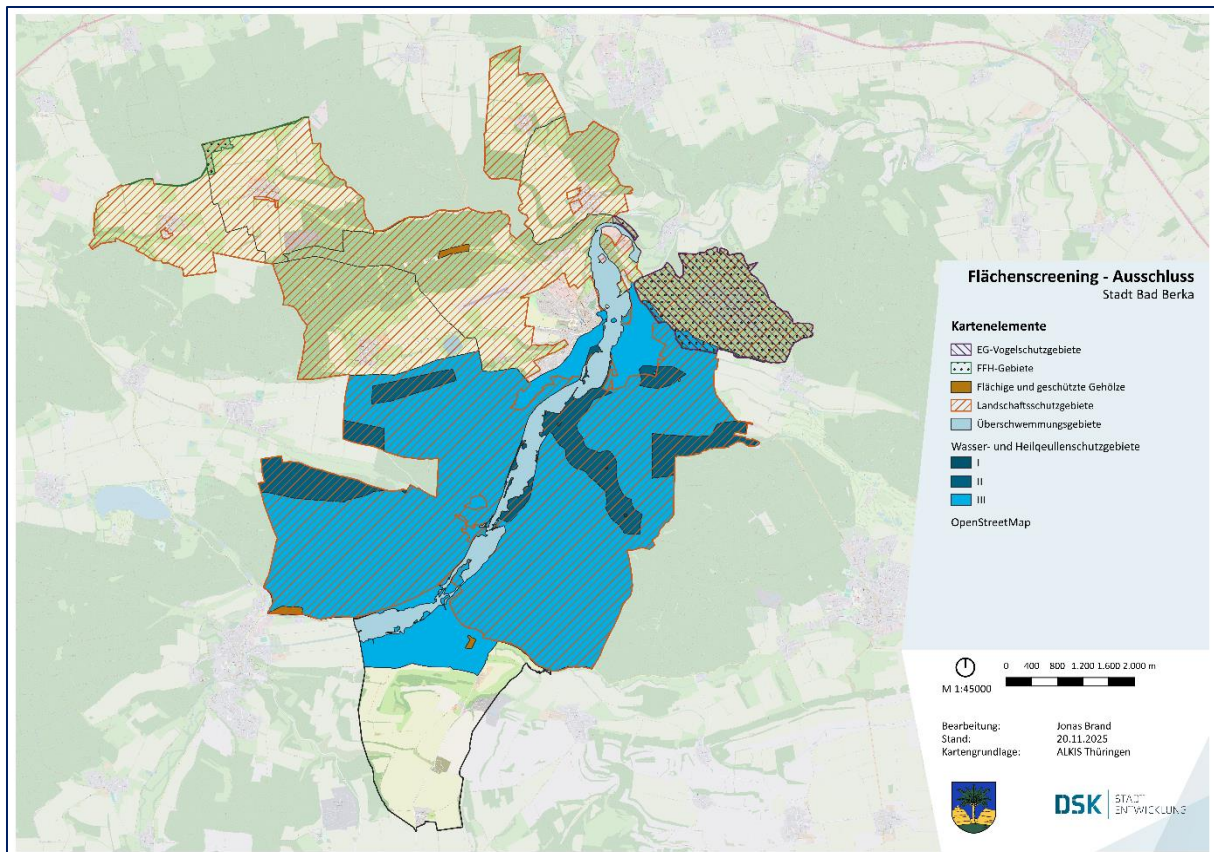 Flächenscreening - Ausschluss
Stadt Bad Berka
Kartenelemente
EG-Vogelschutzgebiete
FFH-Gebiete
Flächige und geschützte Gehölze
Landschaftsschutzgebiete
Überschwemmungsgebiete
Wasser- und Heilqeullenschutzgebiete
I
II
III
OpenStreetMap
0 400 800 1.200 1.600 2.000 m
M 1:45000
Bearbeitung: Jonas Brand
Stand: 20.11.2025
Kartengrundlage: ALKIS Thüringen
DSK STADT
ENTWICKLUNG